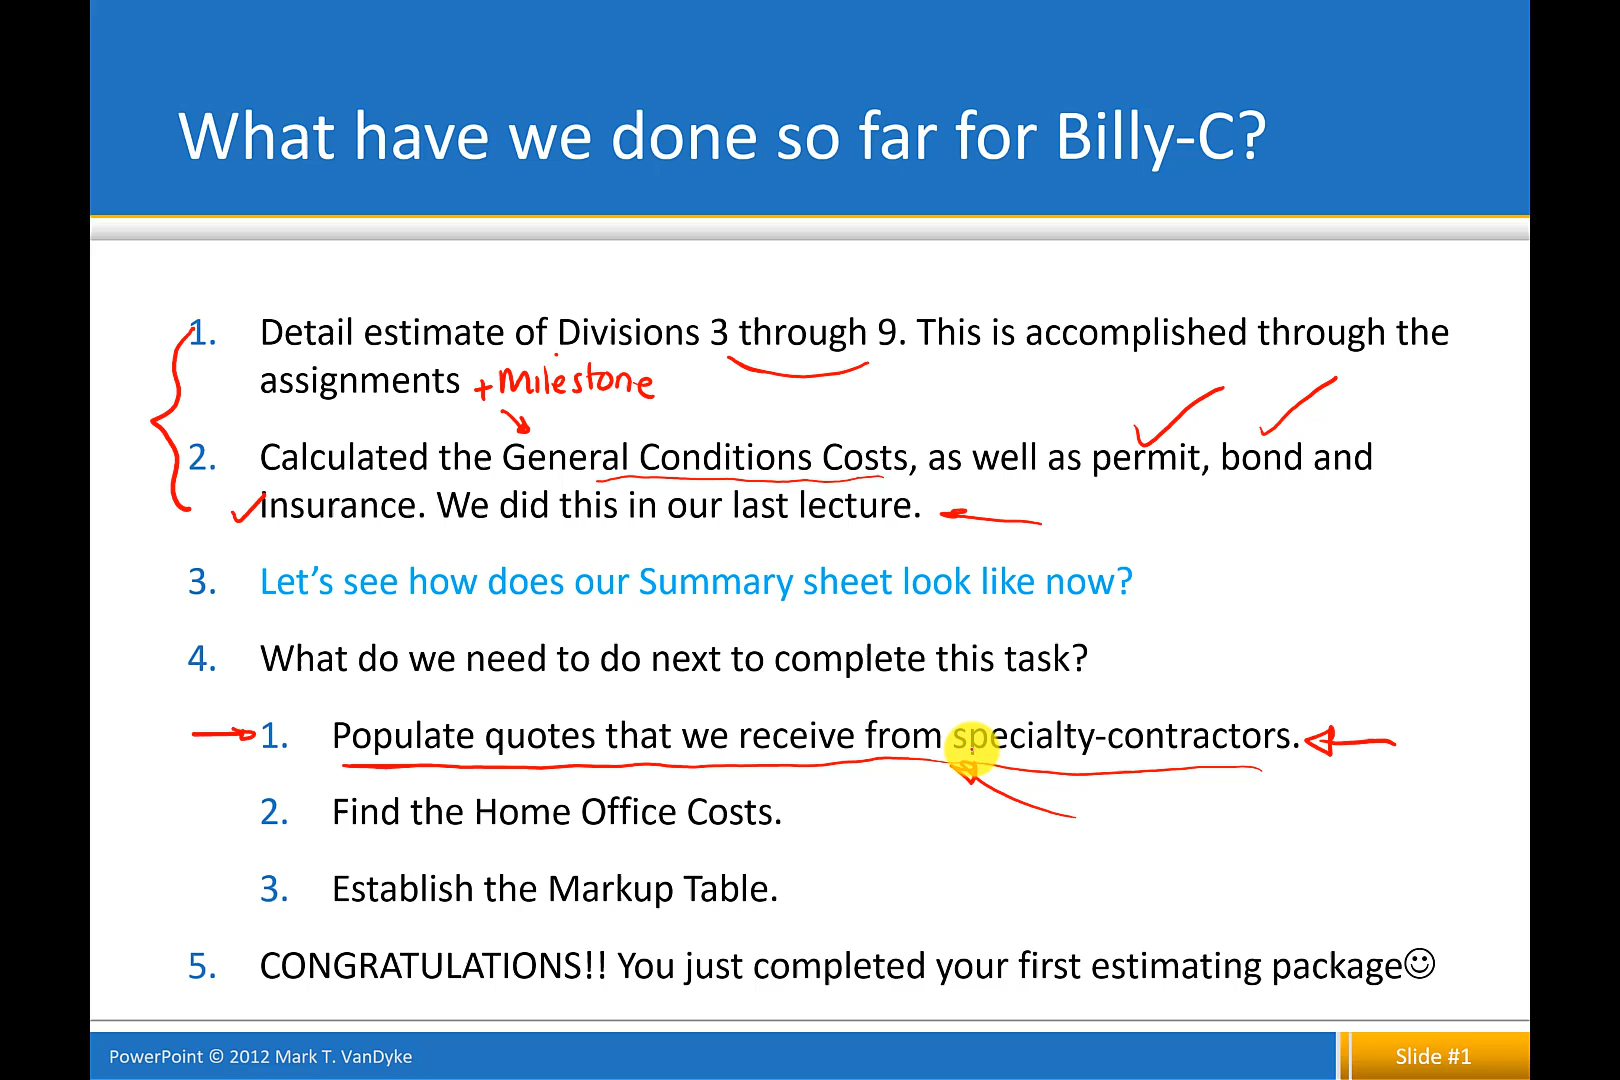 What have we done so far for Billy-C?
1. Detail estimate of Divisions 3 through 9. This is accomplished through the
assignments +Milestone
2. Calculated the General Conditions Costs, as well as permit, bond and
insurance. We did this in our last lecture.
3. Let’s see how does our Summary sheet look like now?
4. What do we need to do next to complete this task?
1. Populate quotes that we receive from specialty-contractors.
2. Find the Home Office Costs.
3. Establish the Markup Table.
5. CONGRATULATIONS!! You just completed your first estimating package☺
PowerPoint © 2012 Mark T. VanDyke
Slide #1